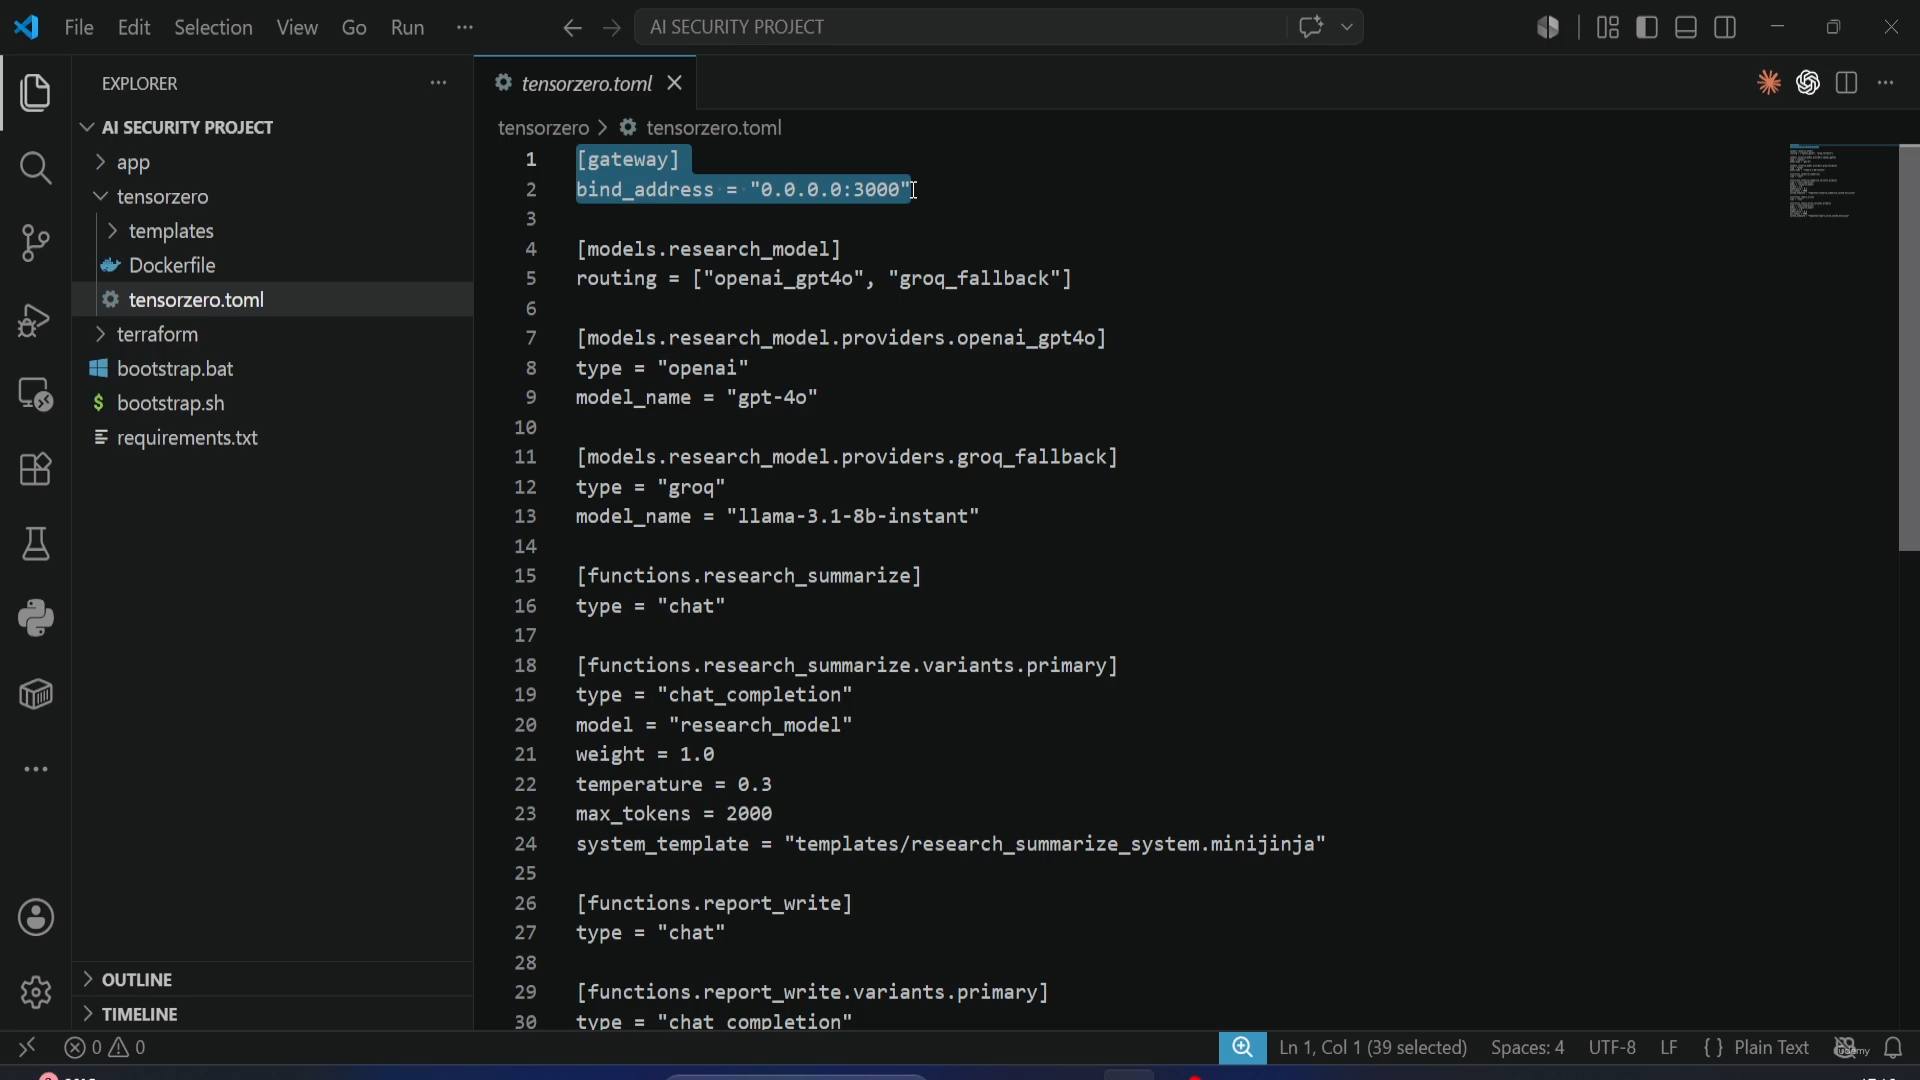 File Edit Selection View Go Run ... AI SECURITY PROJECT
EXPLORER
AI SECURITY PROJECT
app
tensorzero
templates
Dockerfile
tensorzero.toml
terraform
bootstrap.bat
$ bootstrap.sh
requirements.txt
OUTLINE
TIMELINE
tensorzero.toml
tensorzero > tensorzero.toml
1 [gateway]
2 bind_address = "0.0.0.0:3000"
3
4 [models.research_model]
5 routing = ["openai_gpt4o", "groq_fallback"]
6
7 [models.research_model.providers.openai_gpt4o]
8 type = "openai"
9 model_name = "gpt-4o"
10
11 [models.research_model.providers.groq_fallback]
12 type = "groq"
13 model_name = "llama-3.1-8b-instant"
14
15 [functions.research_summarize]
16 type = "chat"
17
18 [functions.research_summarize.variants.primary]
19 type = "chat_completion"
20 model = "research_model"
21 weight = 1.0
22 temperature = 0.3
23 max_tokens = 2000
24 system_template = "templates/research_summarize_system.minijinja"
25
26 [functions.report_write]
27 type = "chat"
28
29 [functions.report_write.variants.primary]
30 type = "chat_completion"
0 0 Ln 1, Col 1 (39 selected) Spaces: 4 UTF-8 LF { } Plain Text udemy